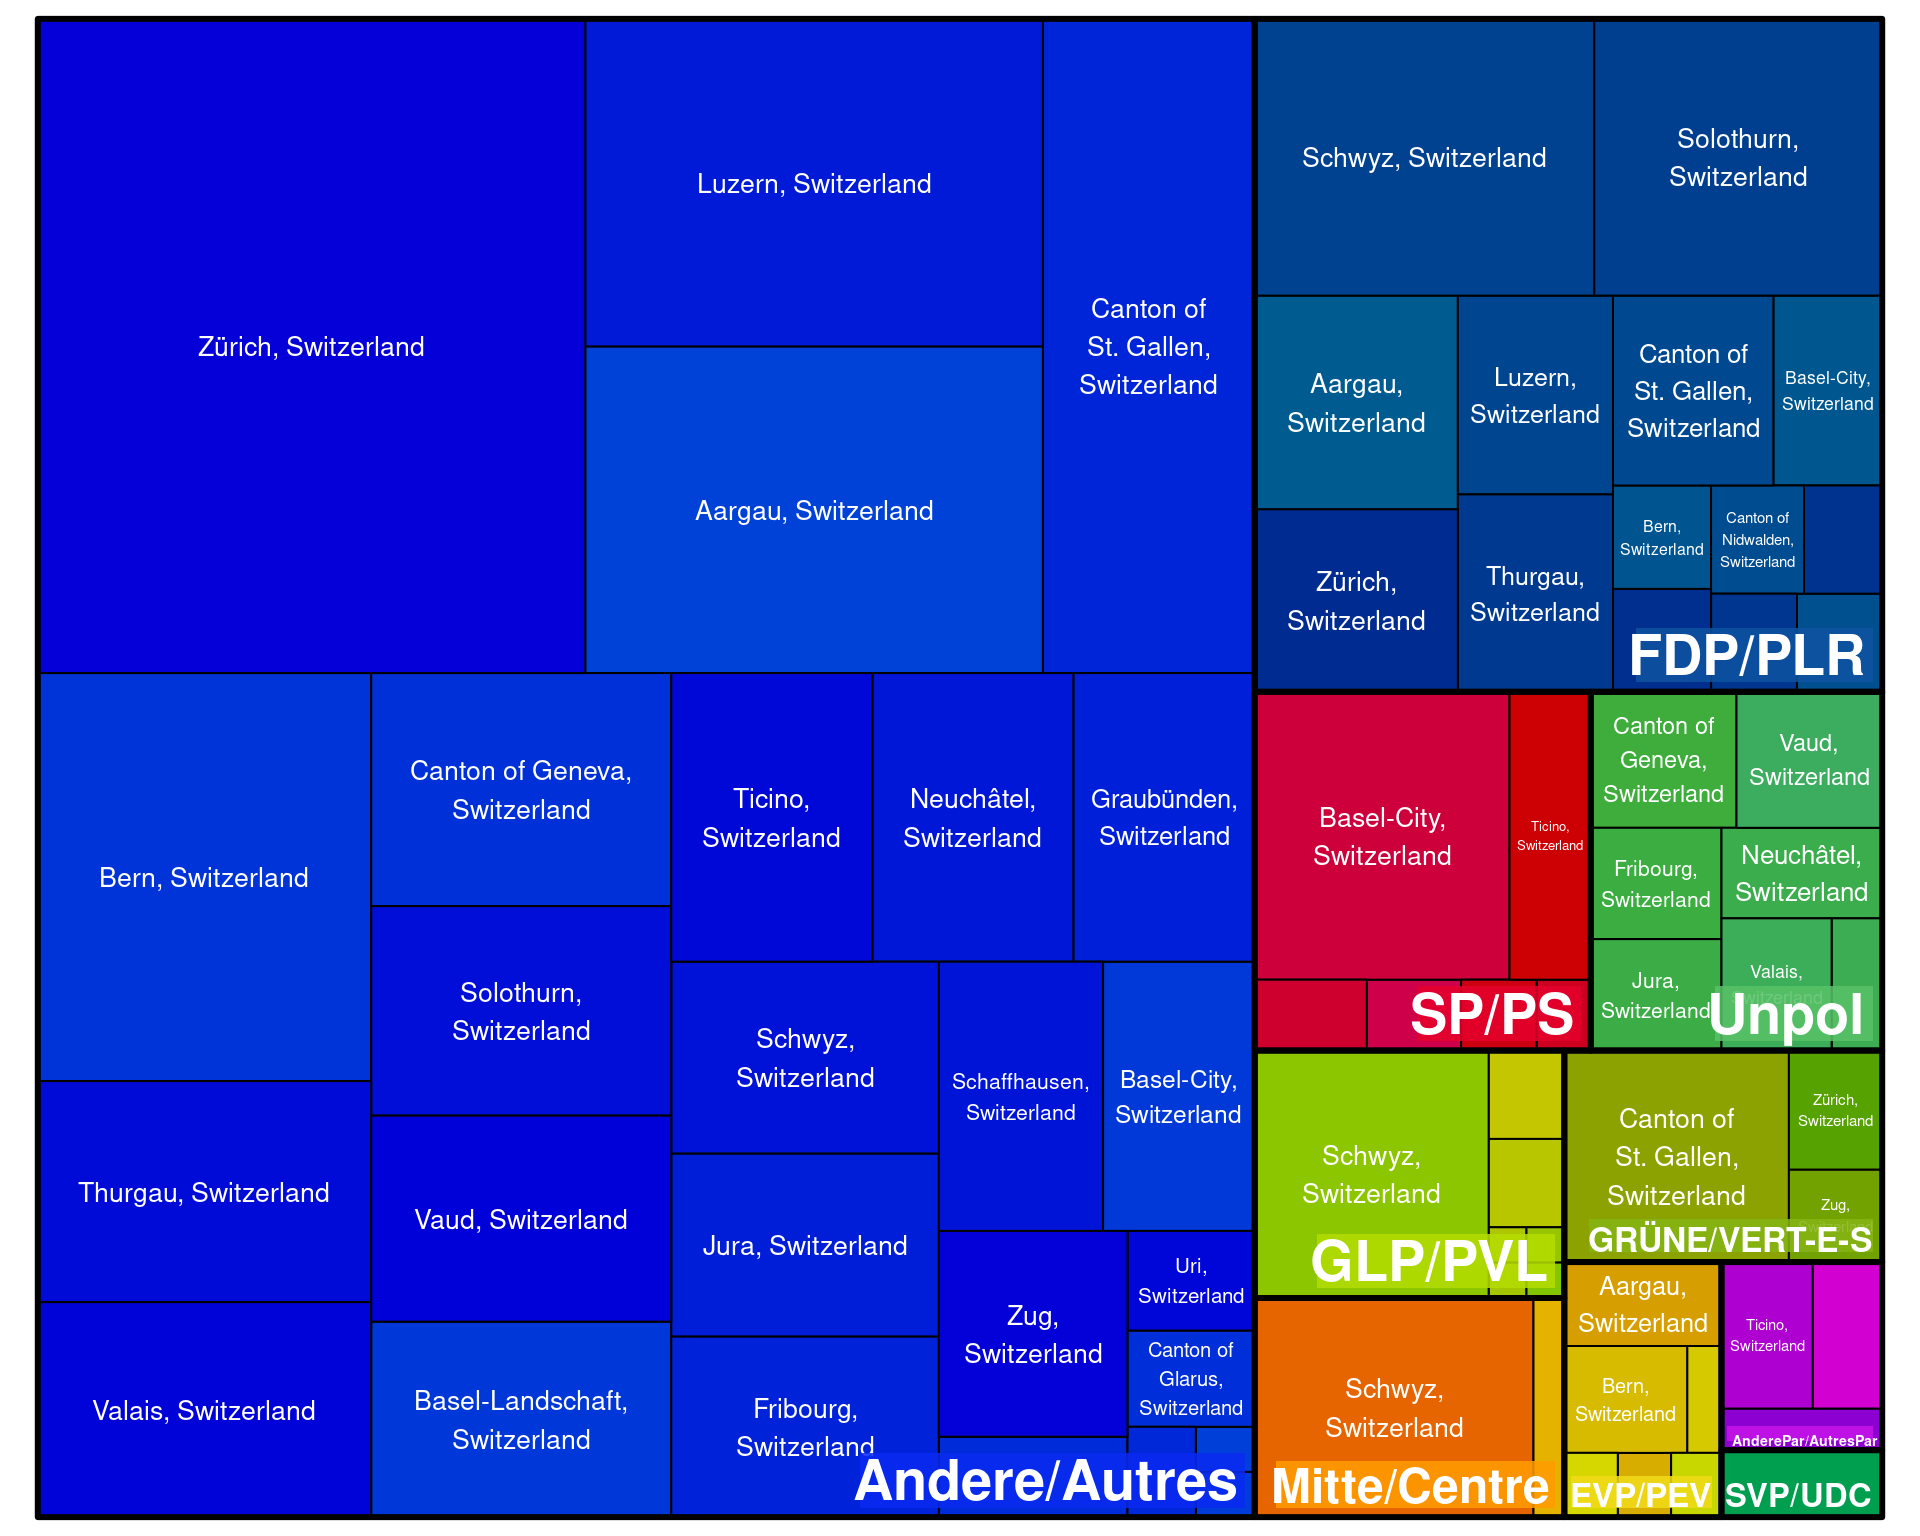 Zürich, Switzerland
Luzern, Switzerland
Aargau, Switzerland
Canton of
St. Gallen,
Switzerland
Bern, Switzerland
Thurgau, Switzerland
Valais, Switzerland
Canton of Geneva,
Switzerland
Solothurn,
Switzerland
Vaud, Switzerland
Basel-Landschaft,
Switzerland
Ticino,
Switzerland
Neuchâtel,
Switzerland
Graubünden,
Switzerland
Schwyz,
Switzerland
Jura, Switzerland
Fribourg,
Switzerland
Schaffhausen,
Switzerland
Basel-City,
Switzerland
Zug,
Switzerland
Uri,
Switzerland
Canton of
Glarus,
Switzerland
Andere/Autres
Schwyz, Switzerland
Solothurn,
Switzerland
Aargau,
Switzerland
Zürich,
Switzerland
Luzern,
Switzerland
Thurgau,
Switzerland
Canton of
St. Gallen,
Switzerland
Basel-City,
Switzerland
Bern,
Switzerland
Canton of
Nidwalden,
Switzerland
FDP/PLR
Basel-City,
Switzerland
Ticino,
Switzerland
SP/PS
Canton of
Geneva,
Switzerland
Vaud,
Switzerland
Fribourg,
Switzerland
Neuchâtel,
Switzerland
Jura,
Switzerland
Valais,
Switzerland
Unpol
Schwyz,
Switzerland
GLP/PVL
Canton of
St. Gallen,
Switzerland
Zürich,
Switzerland
Zug,
Switzerland
GRÜNE/VERT-E-S
Schwyz,
Switzerland
Mitte/Centre
Aargau,
Switzerland
Bern,
Switzerland
EVP/PEV
Ticino,
Switzerland
AnderePar/AutresPar
SVP/UDC